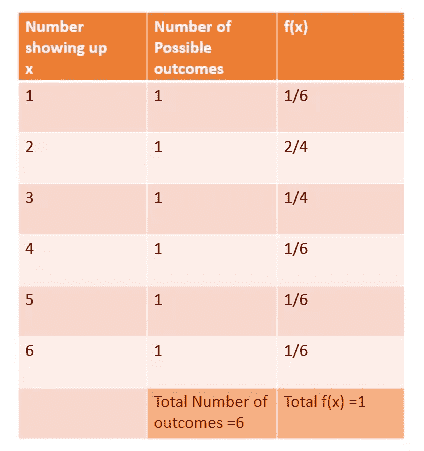 Number showing up x Number of Possible outcomes f(x)
1 1 1/6
2 1 2/4
3 1 1/4
4 1 1/6
5 1 1/6
6 1 1/6
Total Number of outcomes =6 Total f(x) =1